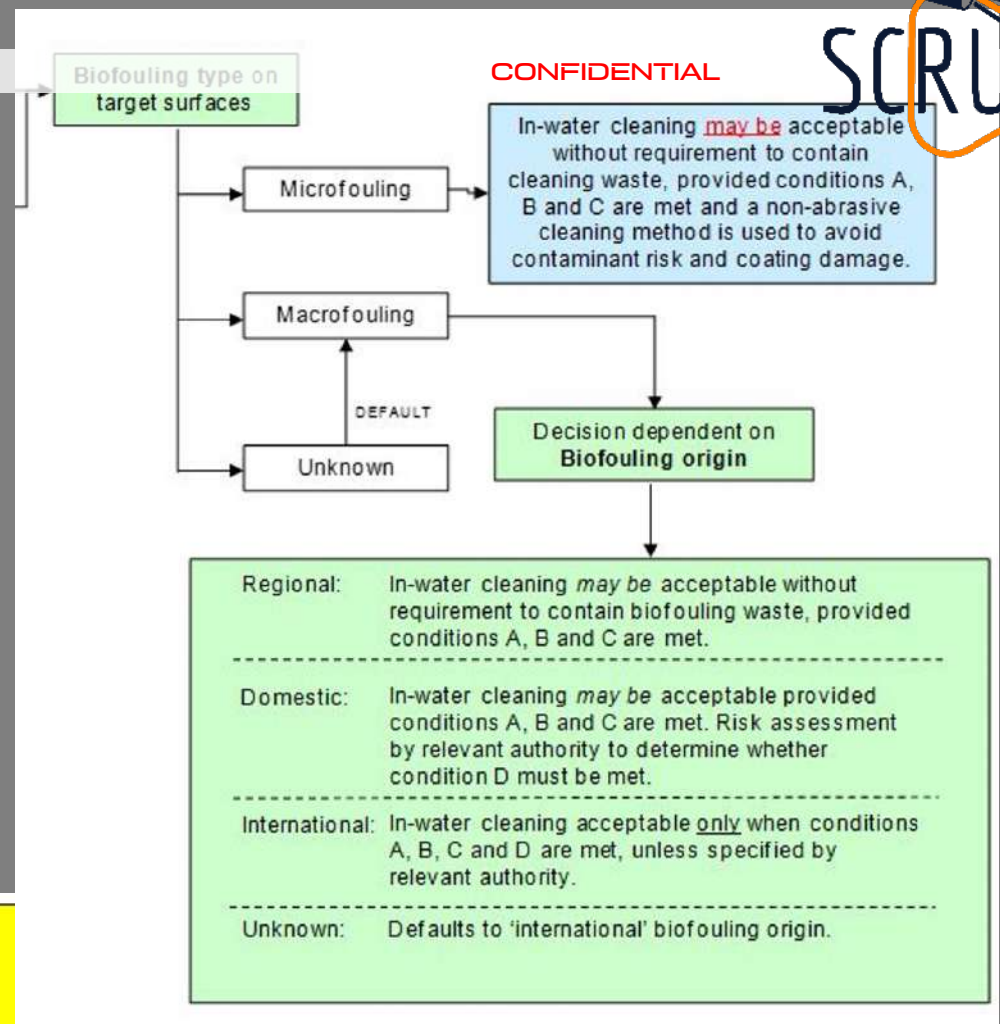 CONFIDENTIAL
SCRU
Biofouling type on
target surfaces
In-water cleaning may be acceptable
without requirement to contain
cleaning waste, provided conditions A,
B and C are met and a non-abrasive
cleaning method is used to avoid
contaminant risk and coating damage.
Microfouling
Macrofouling
DEFAULT
Unknown
Decision dependent on
Biofouling origin
Regional: In-water cleaning may be acceptable without
requirement to contain biofouling waste, provided
conditions A, B and C are met.
Domestic: In-water cleaning may be acceptable provided
conditions A, B and C are met. Risk assessment
by relevant authority to determine whether
condition D must be met.
International: In-water cleaning acceptable only when conditions
A, B, C and D are met, unless specified by
relevant authority.
Unknown: Defaults to ‘international’ biofouling origin.